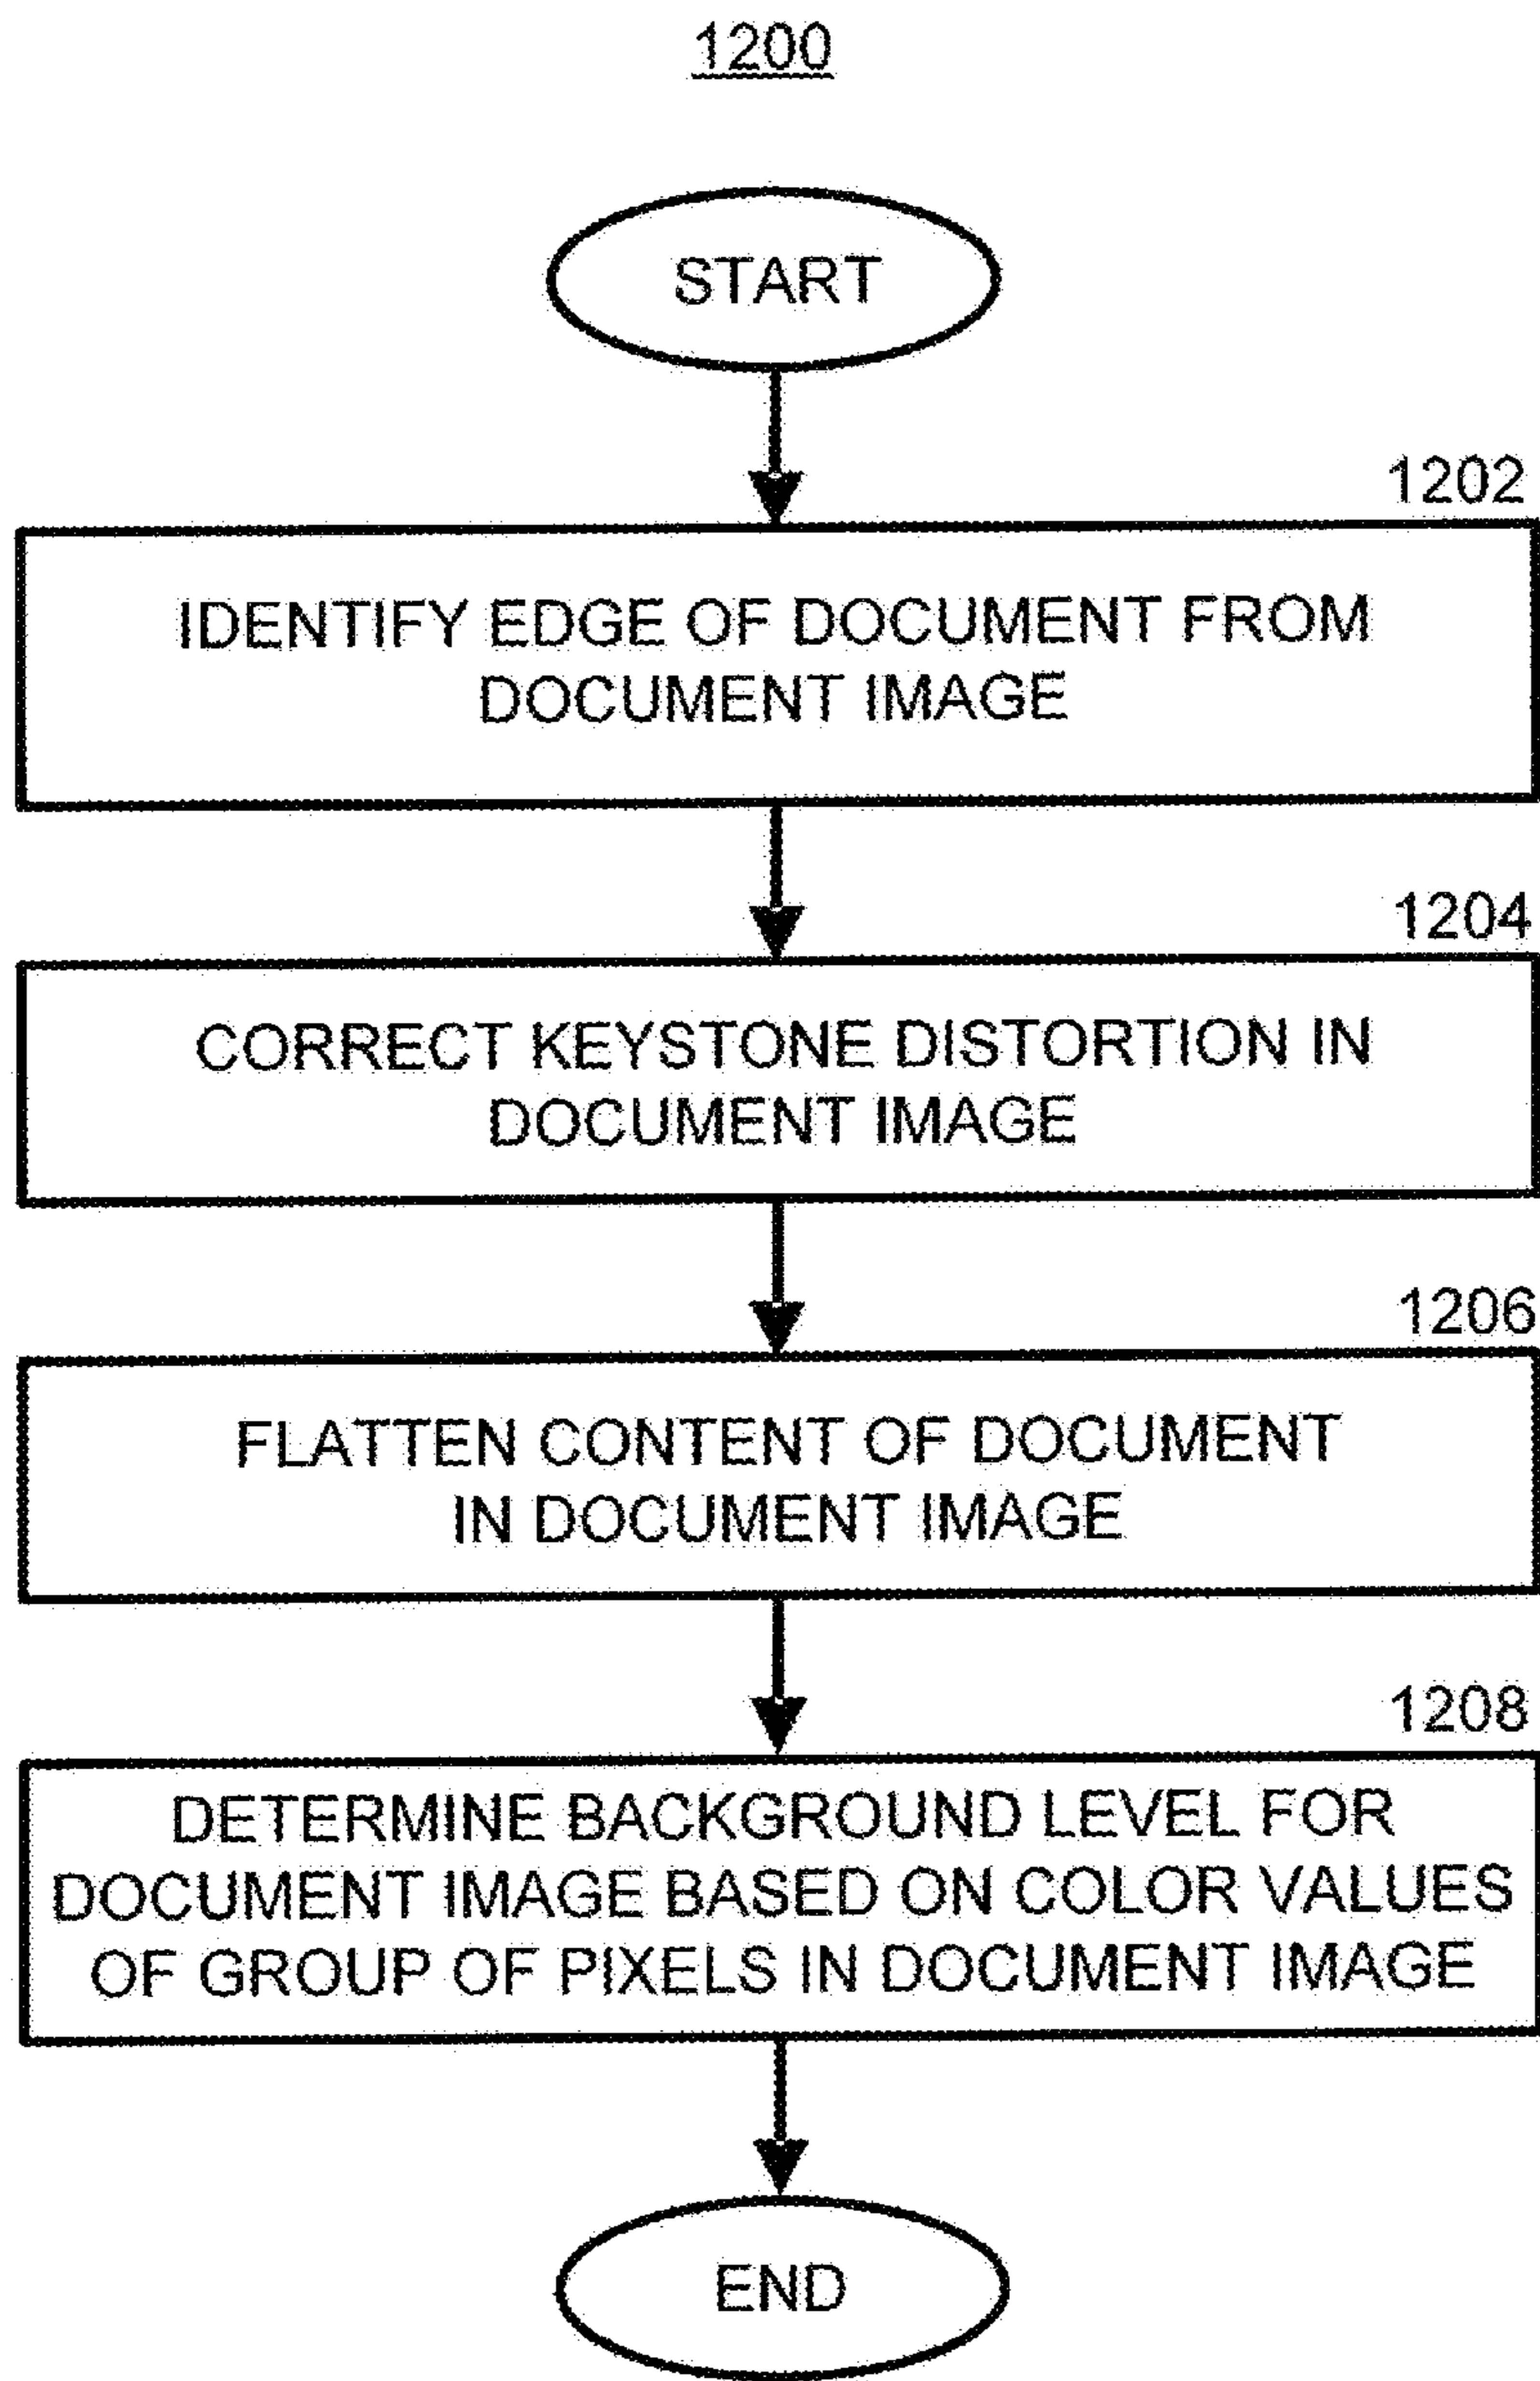 1200
START
1202
IDENTIFY EDGE OF DOCUMENT FROM
DOCUMENT IMAGE
1204
CORRECT KEYSTONE DISTORTION IN
DOCUMENT IMAGE
1206
FLATTEN CONTENT OF DOCUMENT
IN DOCUMENT IMAGE
1208
DETERMINE BACKGROUND LEVEL FOR
DOCUMENT IMAGE BASED ON COLOR VALUES
OF GROUP OF PIXELS IN DOCUMENT IMAGE
END